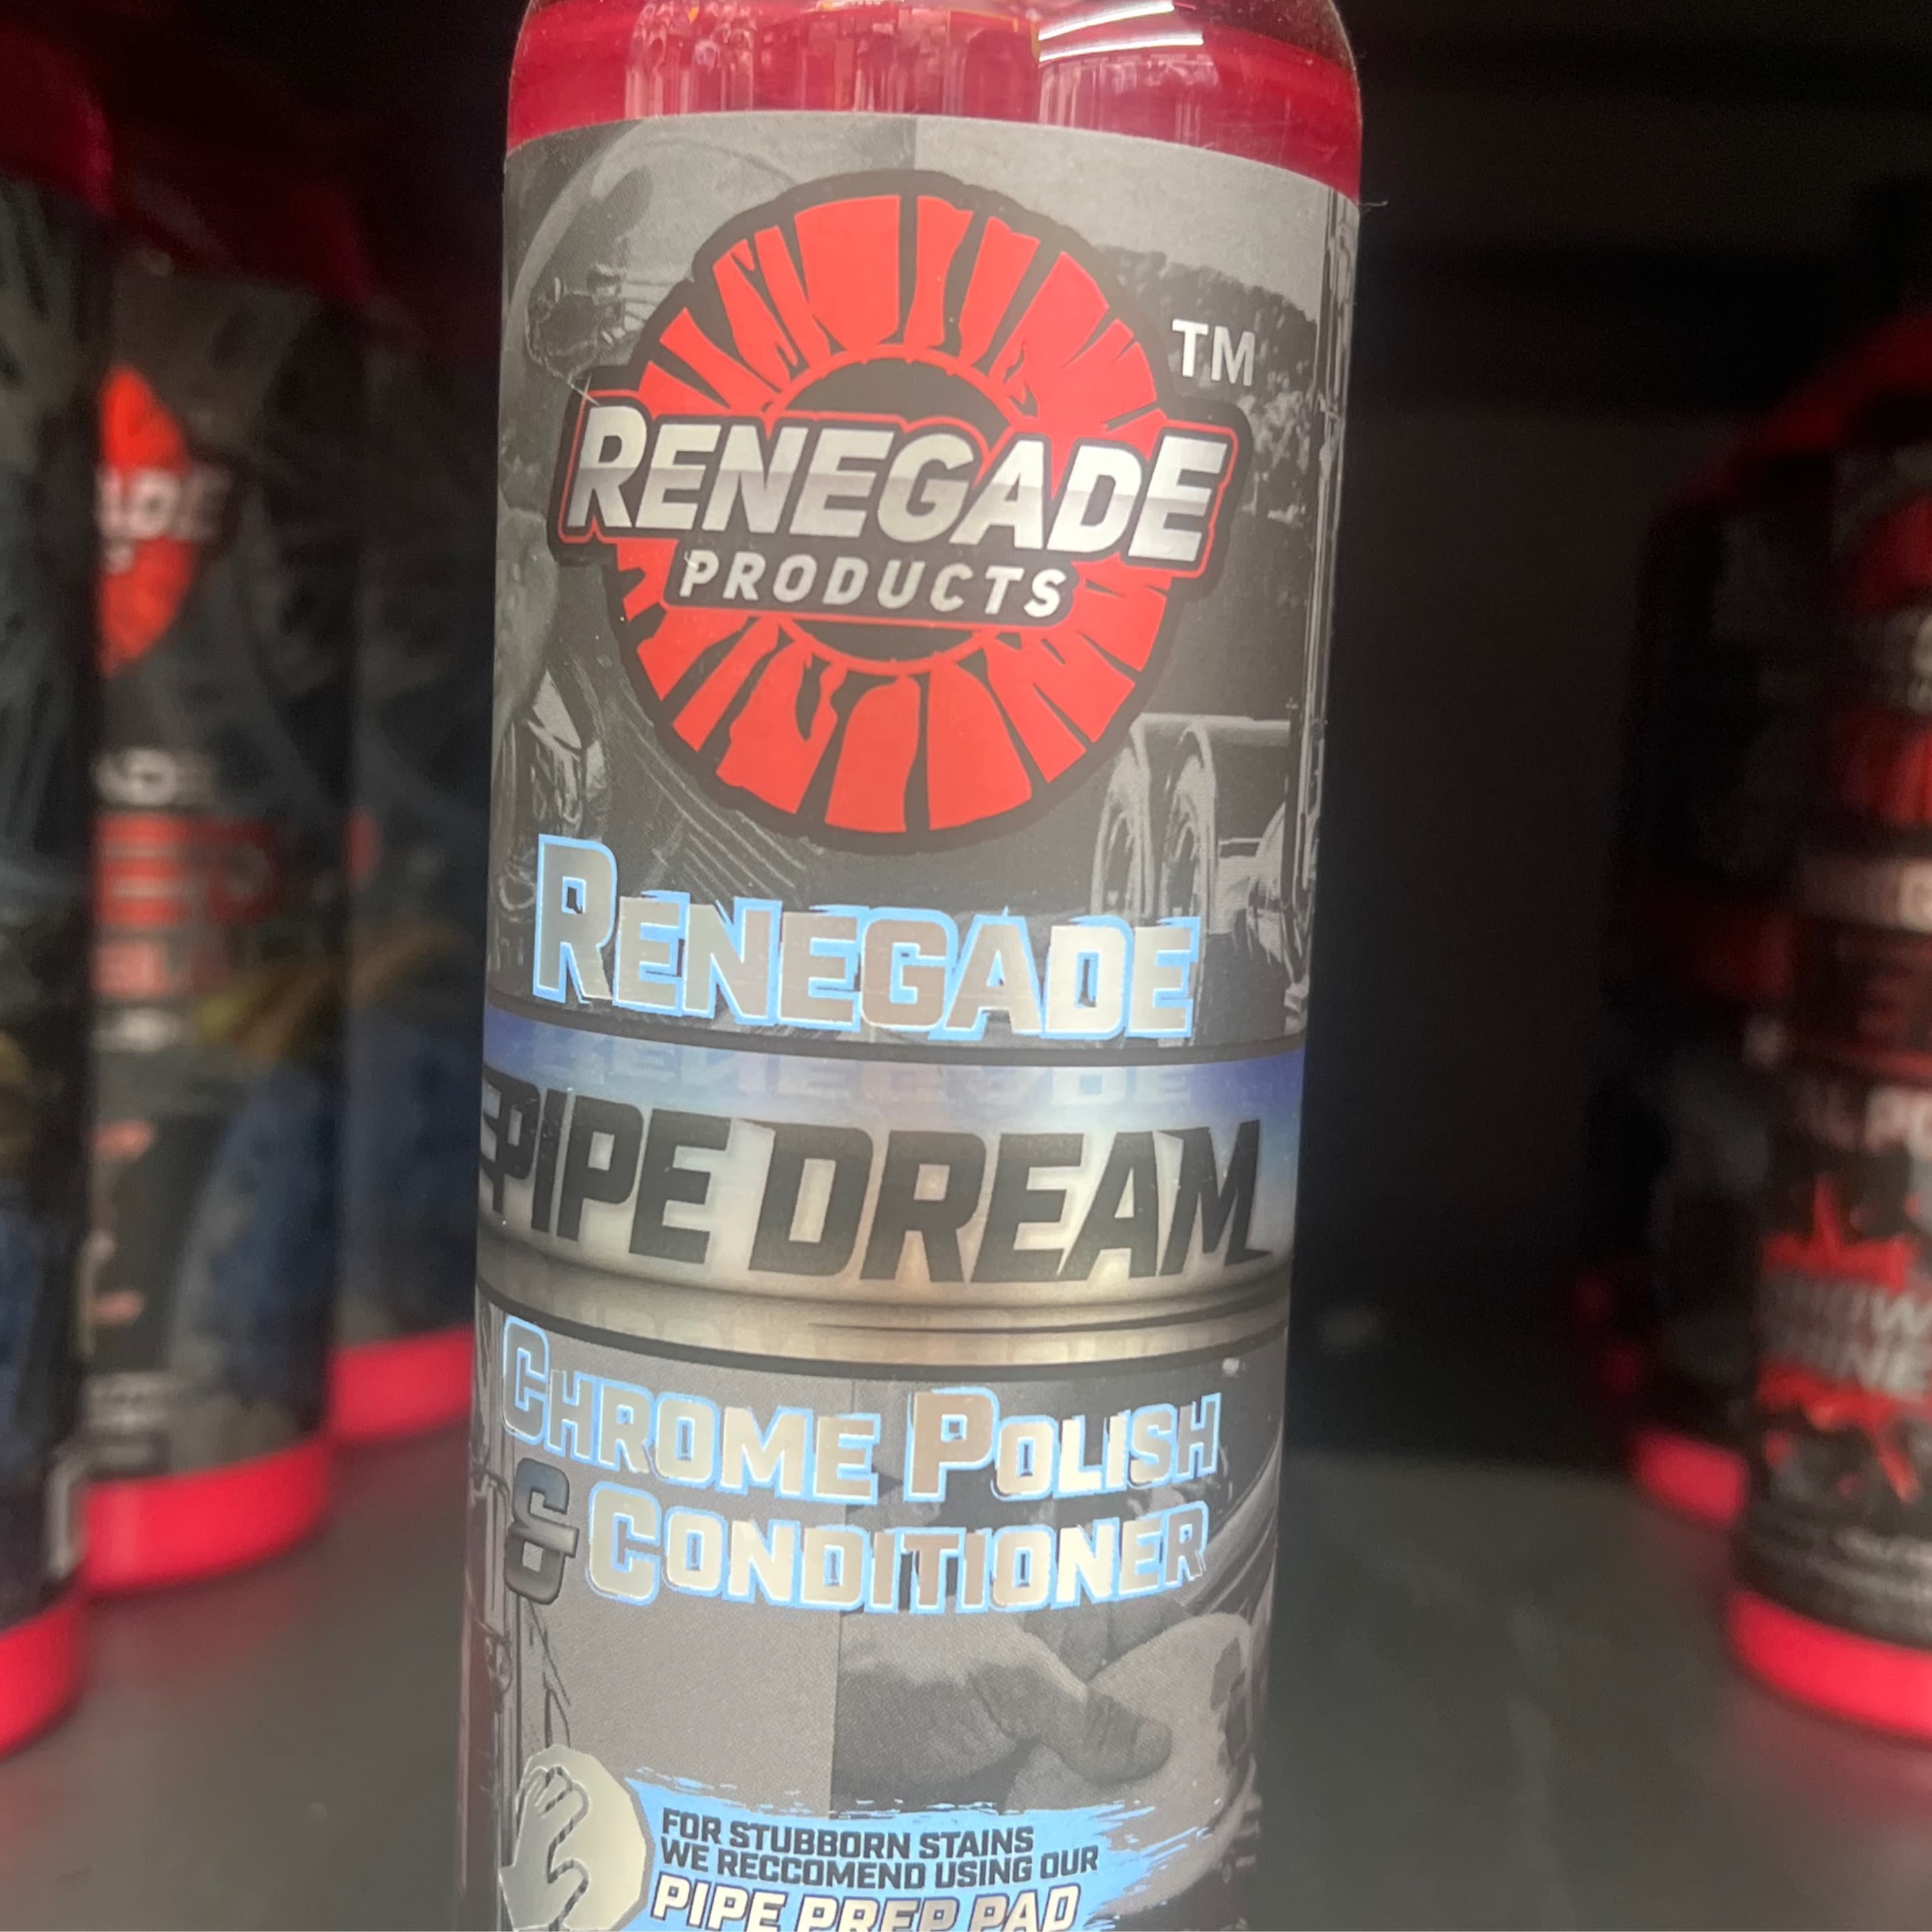 TM
RENEGADE
PRODUCTS
RENEGADE
PIPE DREAM
CHROME POLISH
& CONDITIONER
FOR STUBBORN STAINS
WE RECCOMEND USING OUR
PIPE PREP PAD